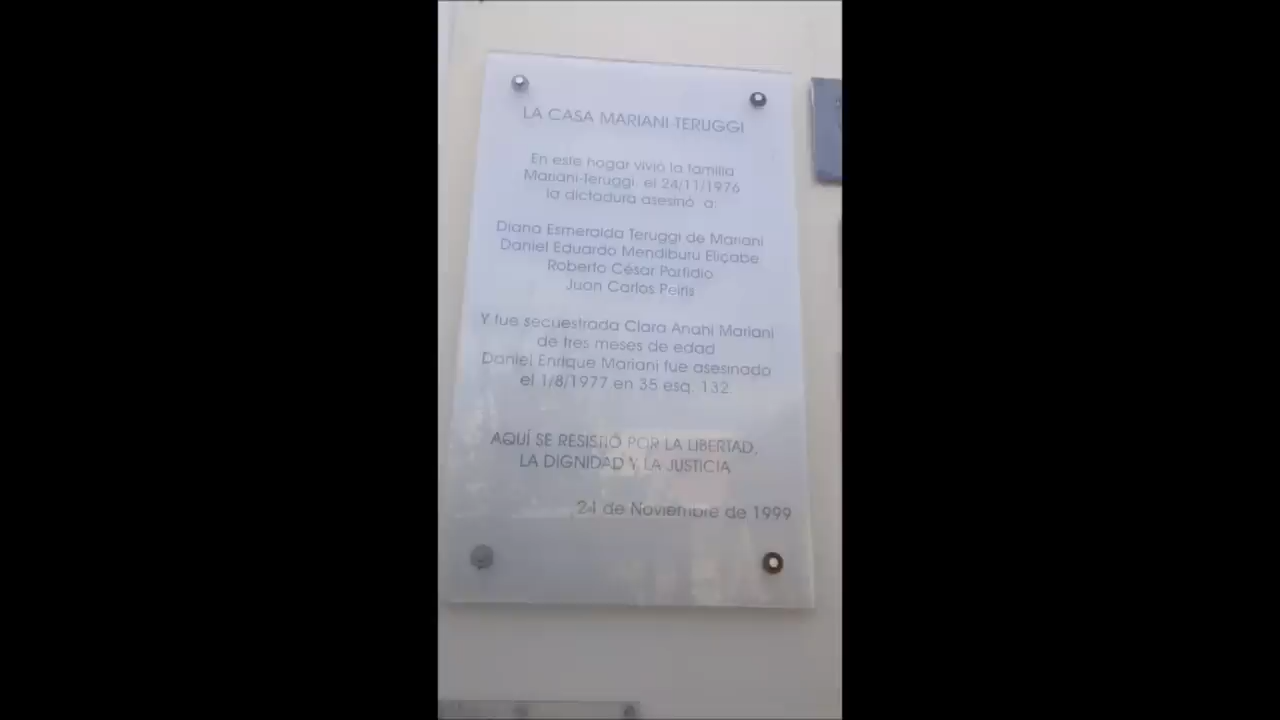 LA CASA MARIANI TERUGGI
En este hogar vivió la familia
Mariani-Teruggi, el 24/11/1976
la dictadura asesinó a:
Diana Esmeralda Teruggi de Mariani
Daniel Eduardo Mendiburu Eliçabe
Roberto César Porfidio
Juan Carlos Peiris
Y fue secuestrada Clara Anahí Mariani
de tres meses de edad
Daniel Enrique Mariani fue asesinado
el 1/8/1977 en 35 esq. 132.
AQUÍ SE RESISTIÓ POR LA LIBERTAD,
LA DIGNIDAD Y LA JUSTICIA
24 de Noviembre de 1999